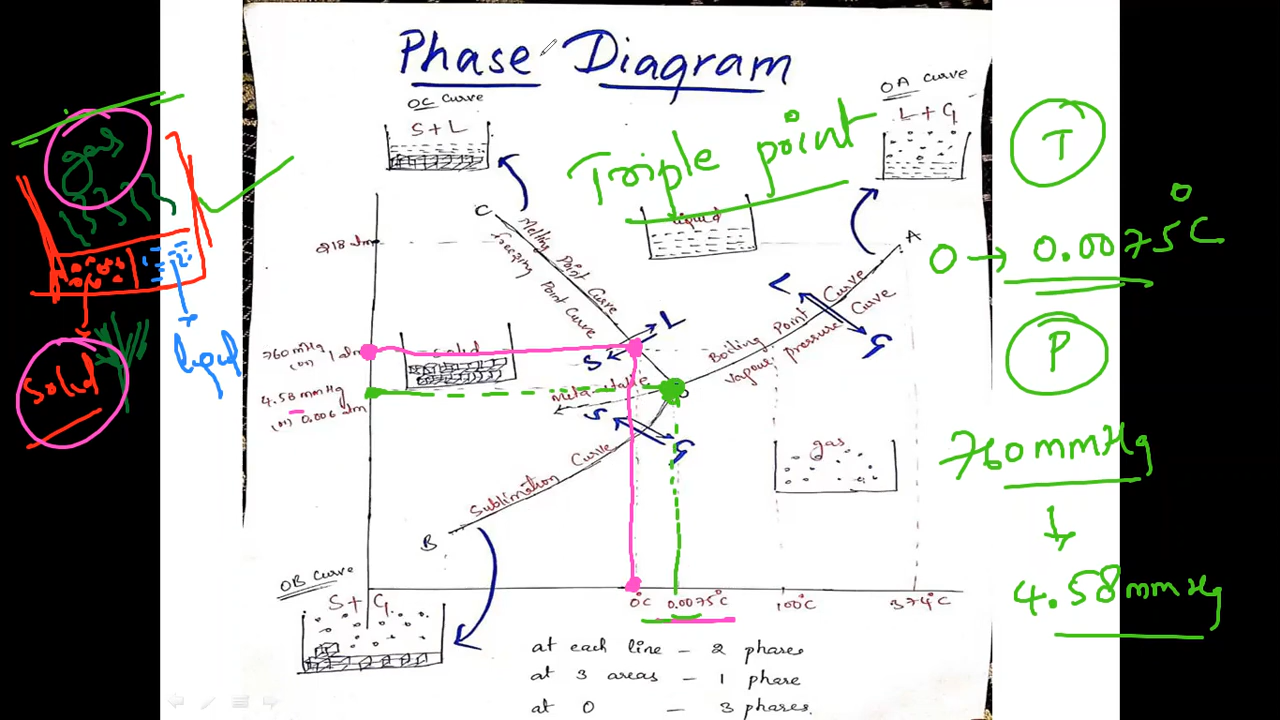 Phase Diagram
OC curve
S + L
OA curve
L + G
Triple point
T
gas
liquid
0 → 0.0075°C
C
A
218 atm
Melting Point Curve
freezing Point Curve
L
S
L
G
Boiling Point Curve
Vapour pressure Curve
760 mmHg
(or) 1 atm
solid
P
4.58 mmHg
(or) 0.006 atm
Meta stable
O
S
G
solid
liquid
gas
760 mmHg
↓
4.58 mmHg
Sublimation Curve
B
OB curve
S + G
0°C 0.0075°C 100°C 374°C
at each line - 2 phases
at 3 areas - 1 phase
at O - 3 phases.